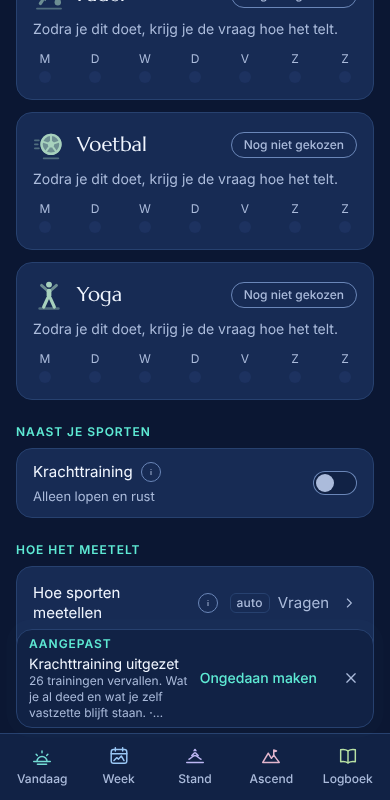 Zodra je dit doet, krijg je de vraag hoe het telt.
M D W D V Z Z
Voetbal Nog niet gekozen
Zodra je dit doet, krijg je de vraag hoe het telt.
M D W D V Z Z
Yoga Nog niet gekozen
Zodra je dit doet, krijg je de vraag hoe het telt.
M D W D V Z Z
NAAST JE SPORTEN
Krachttraining i
Alleen lopen en rust
HOE HET MEETELT
Hoe sporten
meetellen
i auto Vragen
AANGEPAST
Krachttraining uitgezet
26 trainingen vervallen. Wat
je al deed en wat je zelf
vastzette blijft staan. ·…
Ongedaan maken
Vandaag Week Stand Ascend Logboek